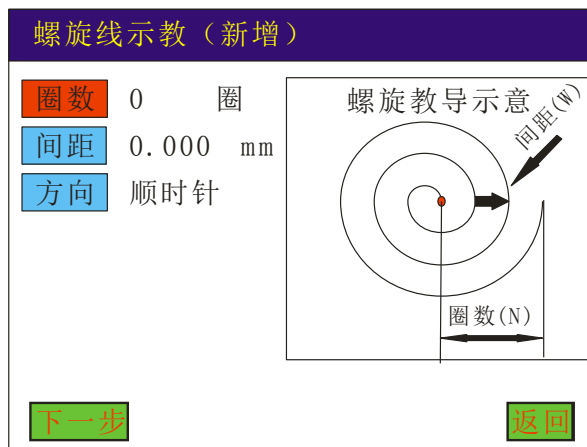 螺旋线示教（新增）
圈数 0 圈
间距 0.000 mm
方向 顺时针
螺旋教导示意
间距(W)
圈数(N)
下一步
返回